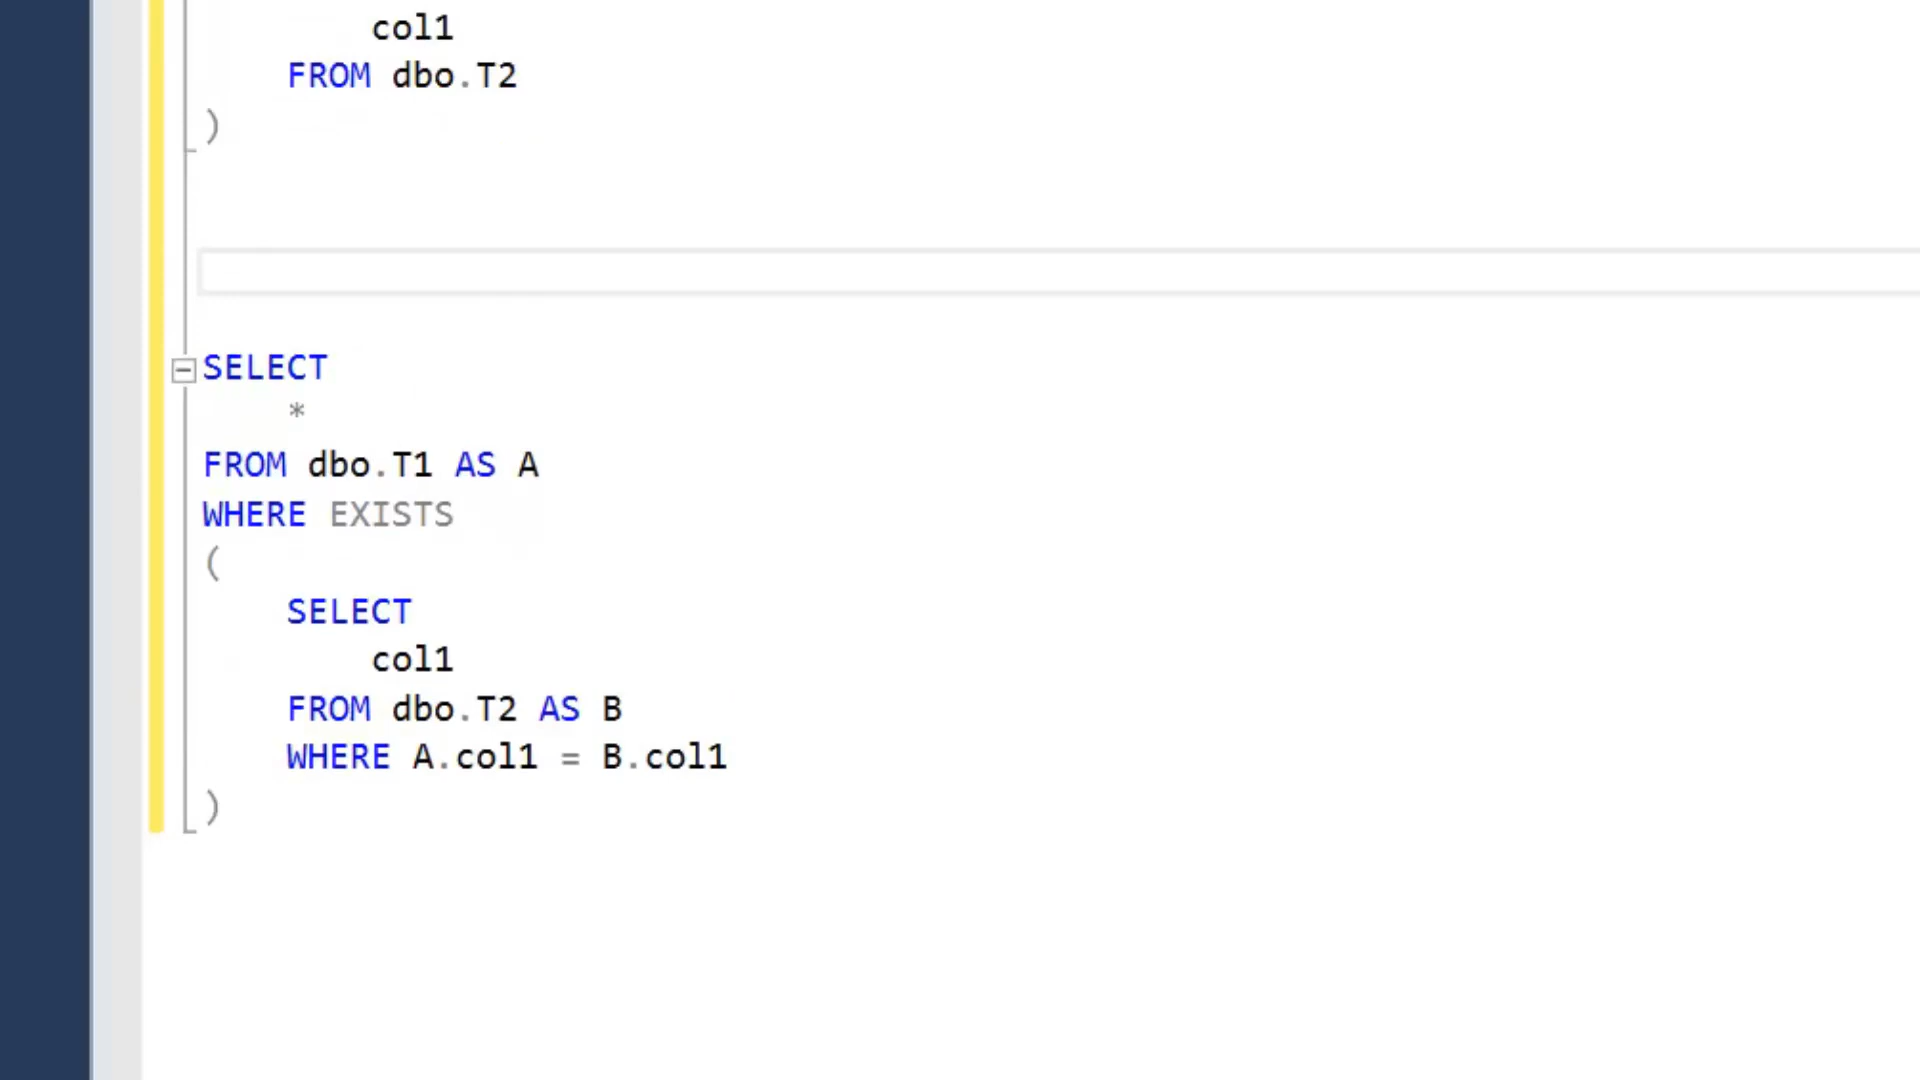 col1
FROM dbo.T2
)
SELECT
*
FROM dbo.T1 AS A
WHERE EXISTS
(
SELECT
col1
FROM dbo.T2 AS B
WHERE A.col1 = B.col1
)